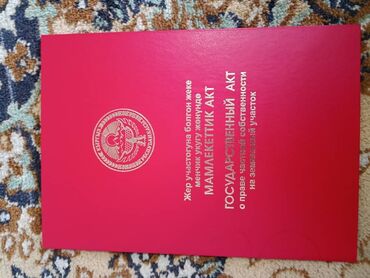 Жер участогуна болгон жеке
менчик укугу жөнүндө
МАМЛЕКЕТТИК АКТ
ГОСУДАРСТВЕННЫЙ АКТ
о праве частной собственности
на земельный участок